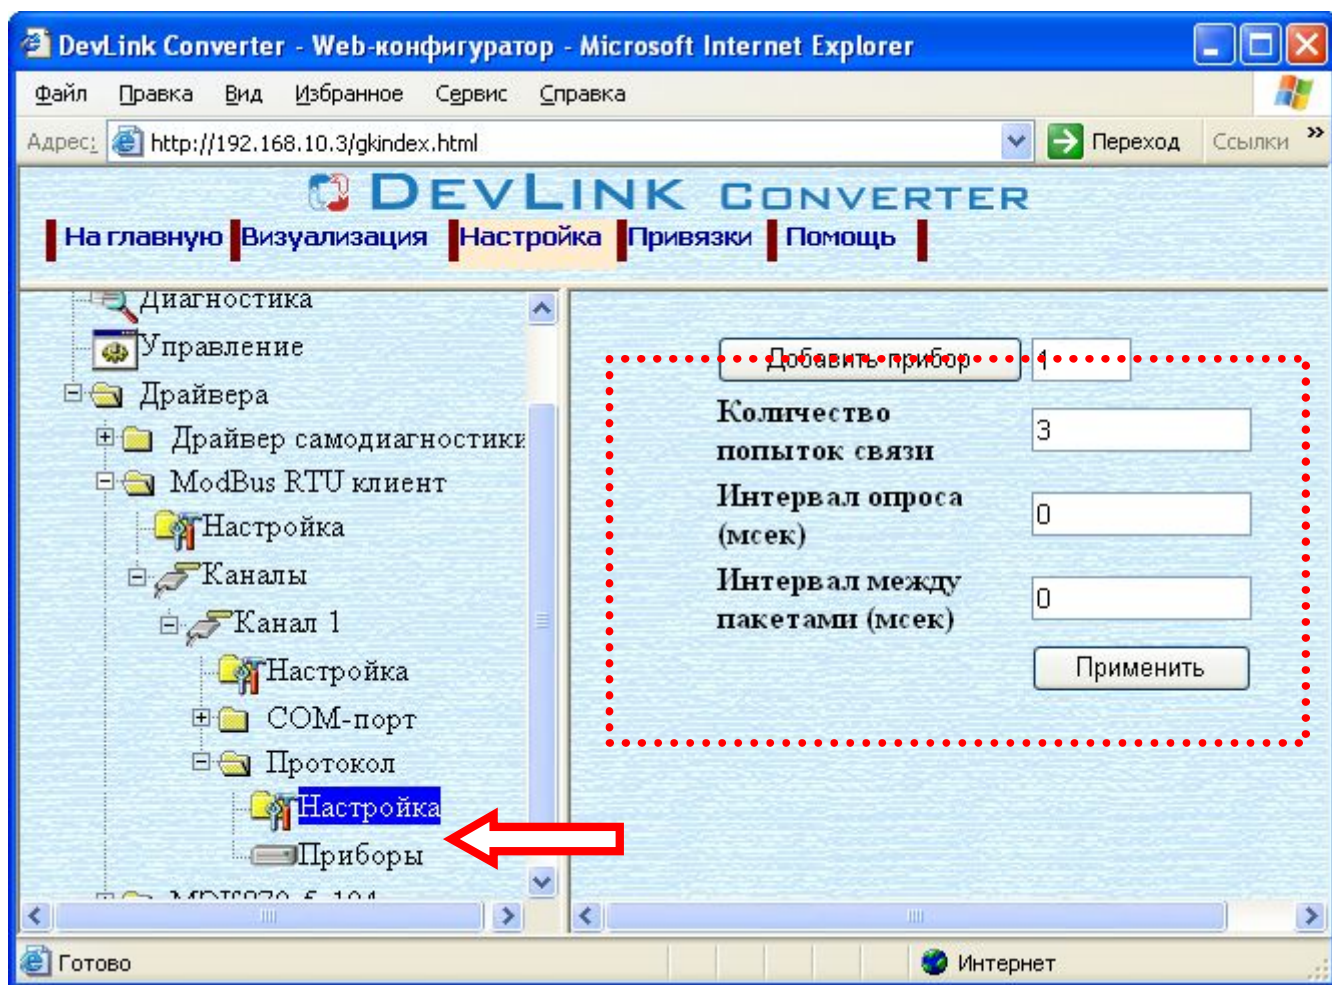 DevLink Converter - Web-конфигуратор - Microsoft Internet Explorer
Файл Правка Вид Избранное Сервис Справка
Адрес: http://192.168.10.3/gkindex.html Переход Ссылки »
DEVLINK CONVERTER
На главную Визуализация Настройка Привязки Помощь
Диагностика
Управление
Драйвера
Драйвер самодиагностики
ModBus RTU клиент
Настройка
Каналы
Канал 1
Настройка
COM-порт
Протокол
Настройка
Приборы
Добавить прибор 1
Количество
попыток связи 3
Интервал опроса
(мсек) 0
Интервал между
пакетами (мсек) 0
Применить
Готово Интернет